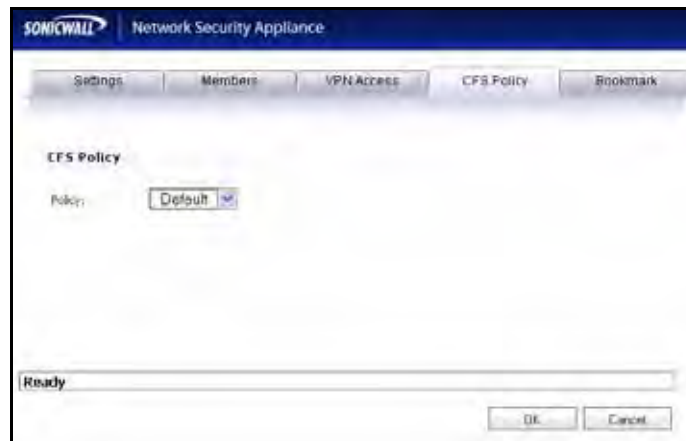 SONICWALL Network Security Appliance
Settings Members VPN Access CFS Policy Bookmark
CFS Policy
Policy: Default
Ready
OK Cancel